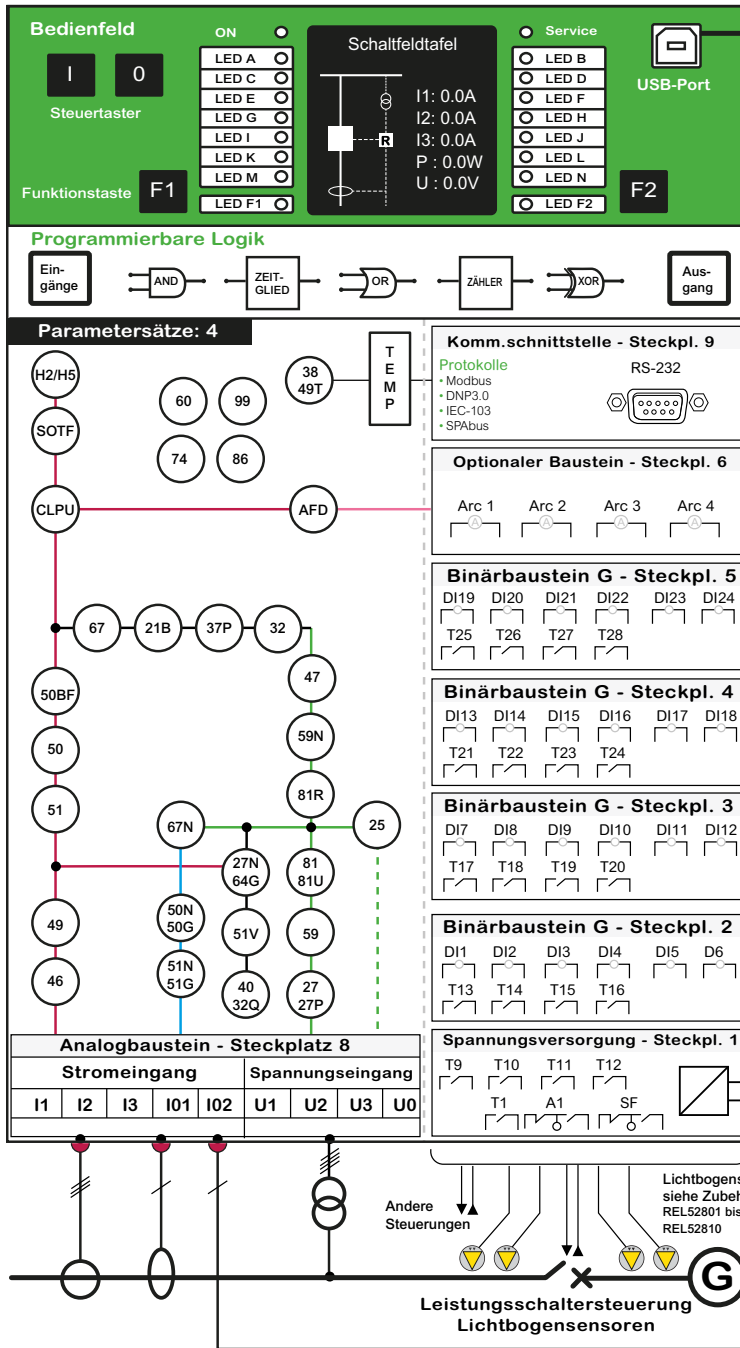 Bedienfeld
I
0
Steuertaster
Funktionstaste
F1
ON
LED A
LED C
LED E
LED G
LED I
LED K
LED M
LED F1
Schaltfeldtafel
R
I1: 0.0A
I2: 0.0A
I3: 0.0A
P : 0.0W
U : 0.0V
Service
LED B
LED D
LED F
LED H
LED J
LED L
LED N
LED F2
F2
USB-Port
Programmierbare Logik
Ein-
gänge
AND
ZEIT-
GLIED
OR
ZÄHLER
XOR
Aus-
gang
Parametersätze: 4
H2/H5
SOTF
CLPU
60
99
74
86
38
49T
T
E
M
P
AFD
67
21B
37P
32
47
59N
81R
50BF
50
51
67N
25
27N
64G
81
81U
49
50N
50G
51V
59
46
51N
51G
40
32Q
27
27P
Komm.schnittstelle - Steckpl. 9
Protokolle
• Modbus
• DNP3.0
• IEC-103
• SPAbus
RS-232
Optionaler Baustein - Steckpl. 6
Arc 1 Arc 2 Arc 3 Arc 4
A A A A
Binärbaustein G - Steckpl. 5
DI19 DI20 DI21 DI22 DI23 DI24
T25 T26 T27 T28
Binärbaustein G - Steckpl. 4
DI13 DI14 DI15 DI16 DI17 DI18
T21 T22 T23 T24
Binärbaustein G - Steckpl. 3
DI7 DI8 DI9 DI10 DI11 DI12
T17 T18 T19 T20
Binärbaustein G - Steckpl. 2
DI1 DI2 DI3 DI4 DI5 D6
T13 T14 T15 T16
Spannungsversorgung - Steckpl. 1
T9 T10 T11 T12
T1 A1 SF
Analogbaustein - Steckplatz 8
Stromeingang Spannungseingang
I1 I2 I3 I01 I02 U1 U2 U3 U0
Andere
Steuerungen
Lichtbogens
siehe Zubeh
REL52801 bis
REL52810
G
Leistungsschaltersteuerung
Lichtbogensensoren